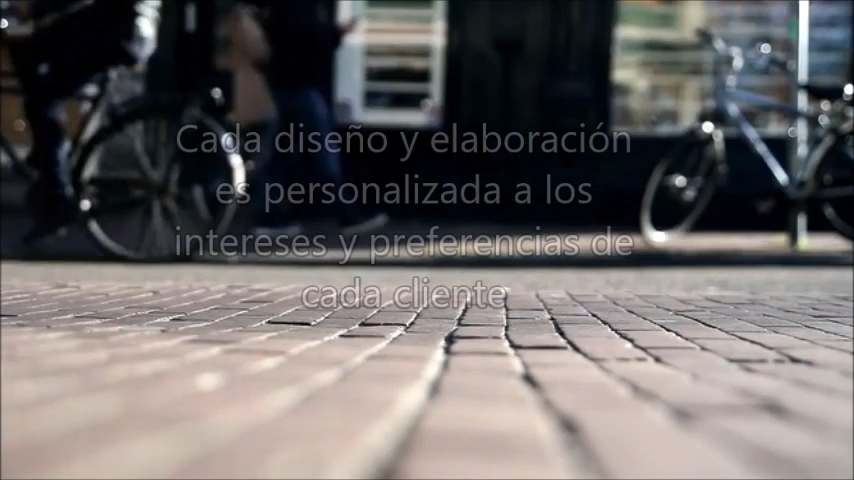 Cada diseño y elaboración
es personalizada a los
intereses y preferencias de
cada cliente